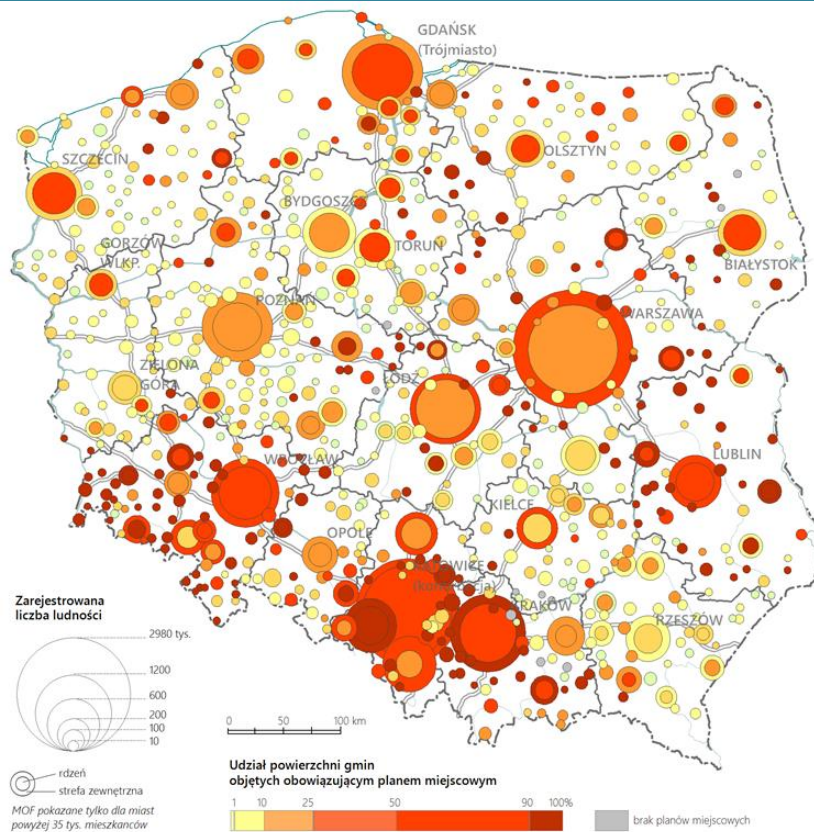 GDAŃSK
(Trójmiasto)
SZCZECIN
OLSZTYN
BYDGOSZCZ
GORZÓW
WLKP.
TORUŃ
BIAŁYSTOK
POZNAŃ
WARSZAWA
ZIELONA
GÓRA
ŁÓDŹ
WROCŁAW
LUBLIN
KIELCE
OPOLE
KATOWICE
(konurbacja)
KRAKÓW
RZESZÓW
Zarejestrowana
liczba ludności
2980 tys.
1200
600
200
100
10
rdzeń
strefa zewnętrzna
MOF pokazane tylko dla miast
powyżej 35 tys. mieszkańców
0 50 100 km
Udział powierzchni gmin
objętych obowiązującym planem miejscowym
1 10 25 50 90 100%
brak planów miejscowych